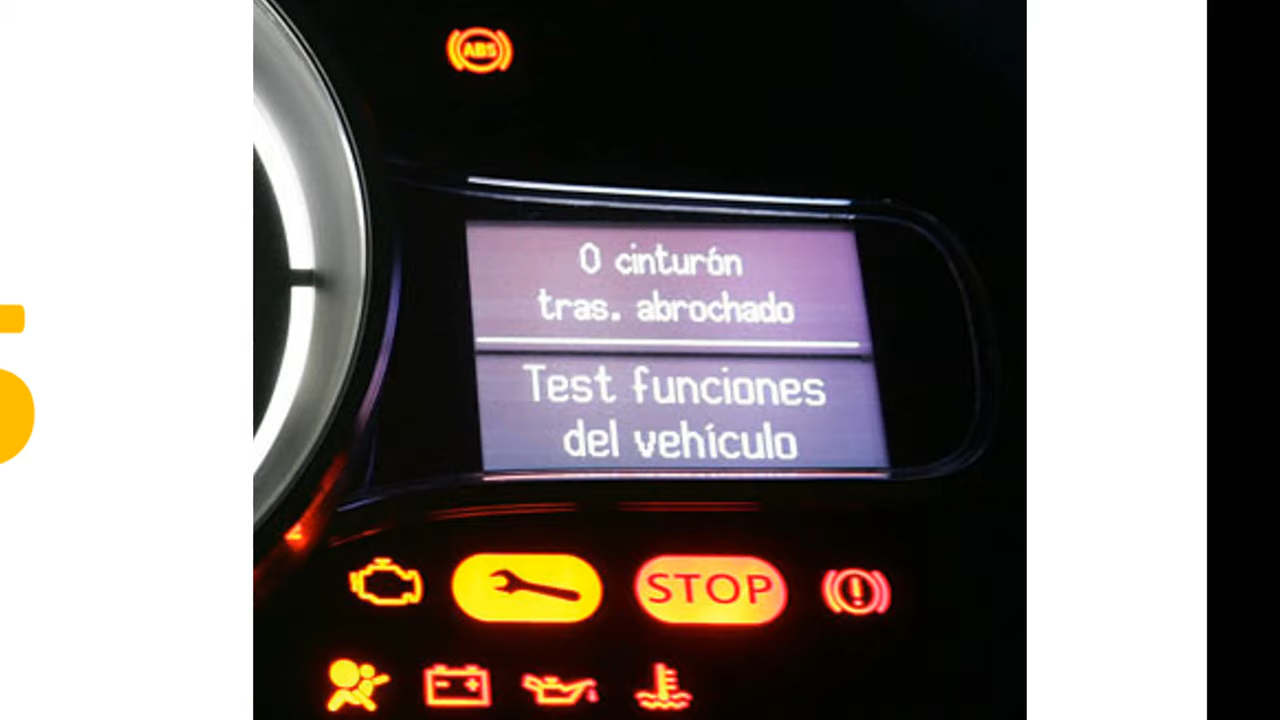 ABS
0 cinturón
tras. abrochado
Test funciones
del vehículo
STOP